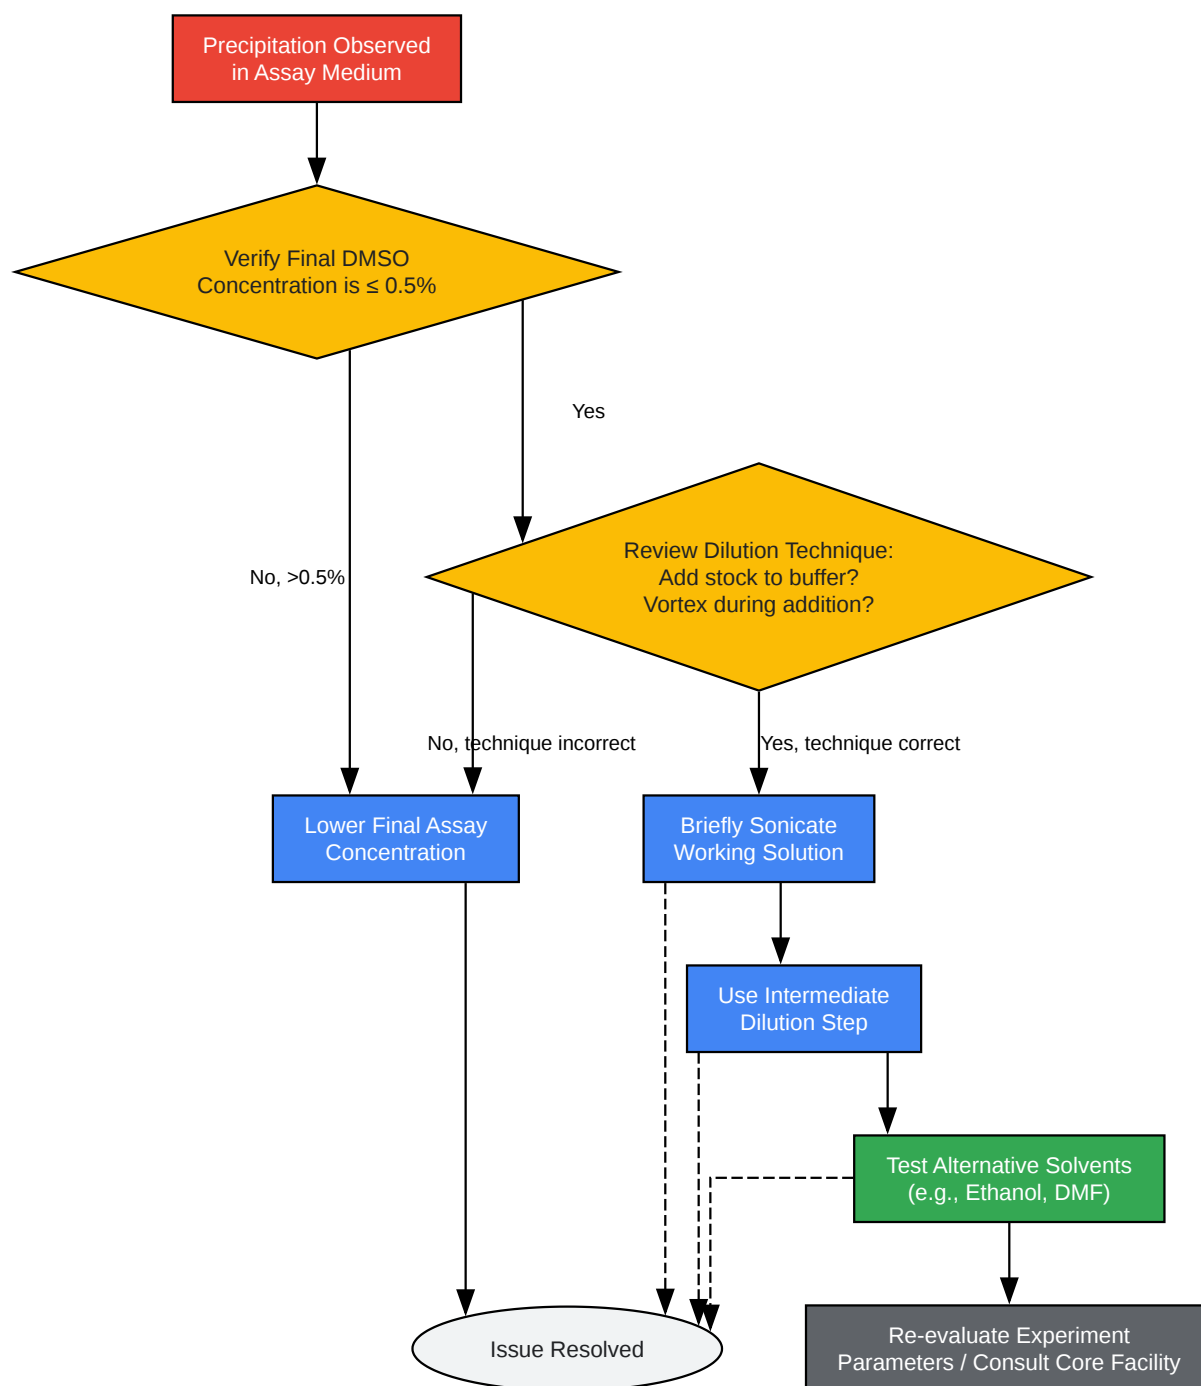 Precipitation Observed
in Assay Medium
Verify Final DMSO
Concentration is ≤ 0.5%
Yes
Review Dilution Technique:
Add stock to buffer?
Vortex during addition?
No, >0.5%
No, technique incorrect
Yes, technique correct
Lower Final Assay
Concentration
Briefly Sonicate
Working Solution
Use Intermediate
Dilution Step
Test Alternative Solvents
(e.g., Ethanol, DMF)
Issue Resolved
Re-evaluate Experiment
Parameters / Consult Core Facility